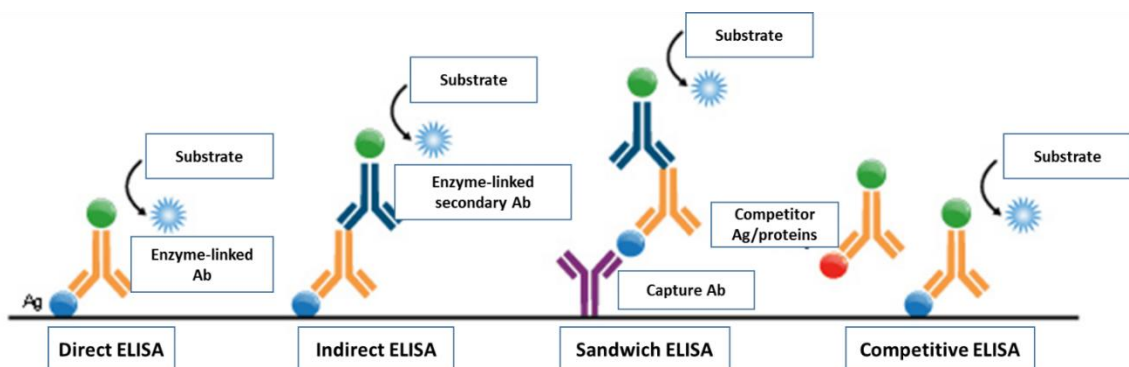 Substrate
Enzyme-linked
Ab
Ag
Direct ELISA
Substrate
Enzyme-linked
secondary Ab
Indirect ELISA
Substrate
Capture Ab
Sandwich ELISA
Competitor
Ag/proteins
Substrate
Competitive ELISA